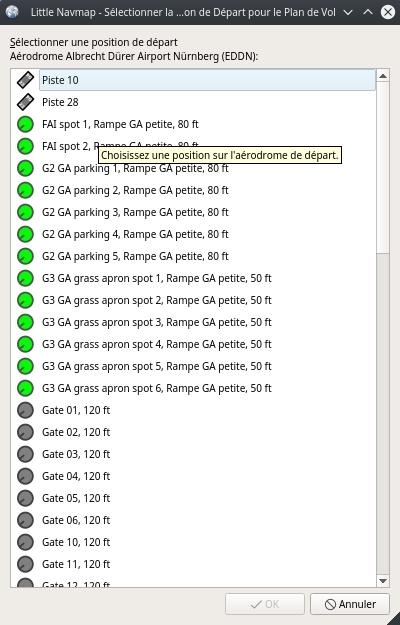 Little Navmap - Sélectionner la ...on de Départ pour le Plan de Vol
Sélectionner une position de départ
Aérodrome Albrecht Dürer Airport Nürnberg (EDDN):
Piste 10
Piste 28
FAI spot 1, Rampe GA petite, 80 ft
FAI spot 2, Rampe GA petite, 80 ft
Choisissez une position sur l'aérodrome de départ.
G2 GA parking 1, Rampe GA petite, 80 ft
G2 GA parking 2, Rampe GA petite, 80 ft
G2 GA parking 3, Rampe GA petite, 80 ft
G2 GA parking 4, Rampe GA petite, 80 ft
G2 GA parking 5, Rampe GA petite, 80 ft
G3 GA grass apron spot 1, Rampe GA petite, 50 ft
G3 GA grass apron spot 2, Rampe GA petite, 50 ft
G3 GA grass apron spot 3, Rampe GA petite, 50 ft
G3 GA grass apron spot 4, Rampe GA petite, 50 ft
G3 GA grass apron spot 5, Rampe GA petite, 50 ft
G3 GA grass apron spot 6, Rampe GA petite, 50 ft
Gate 01, 120 ft
Gate 02, 120 ft
Gate 03, 120 ft
Gate 04, 120 ft
Gate 05, 120 ft
Gate 06, 120 ft
Gate 10, 120 ft
Gate 11, 120 ft
Gate 12, 120 ft
OK
Annuler